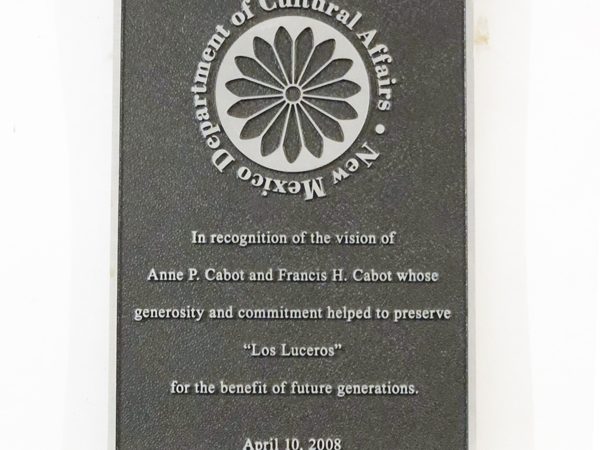 New Mexico Department of Cultural Affairs •
In recognition of the vision of
Anne P. Cabot and Francis H. Cabot whose
generosity and commitment helped to preserve
“Los Luceros”
for the benefit of future generations.
April 10, 2008